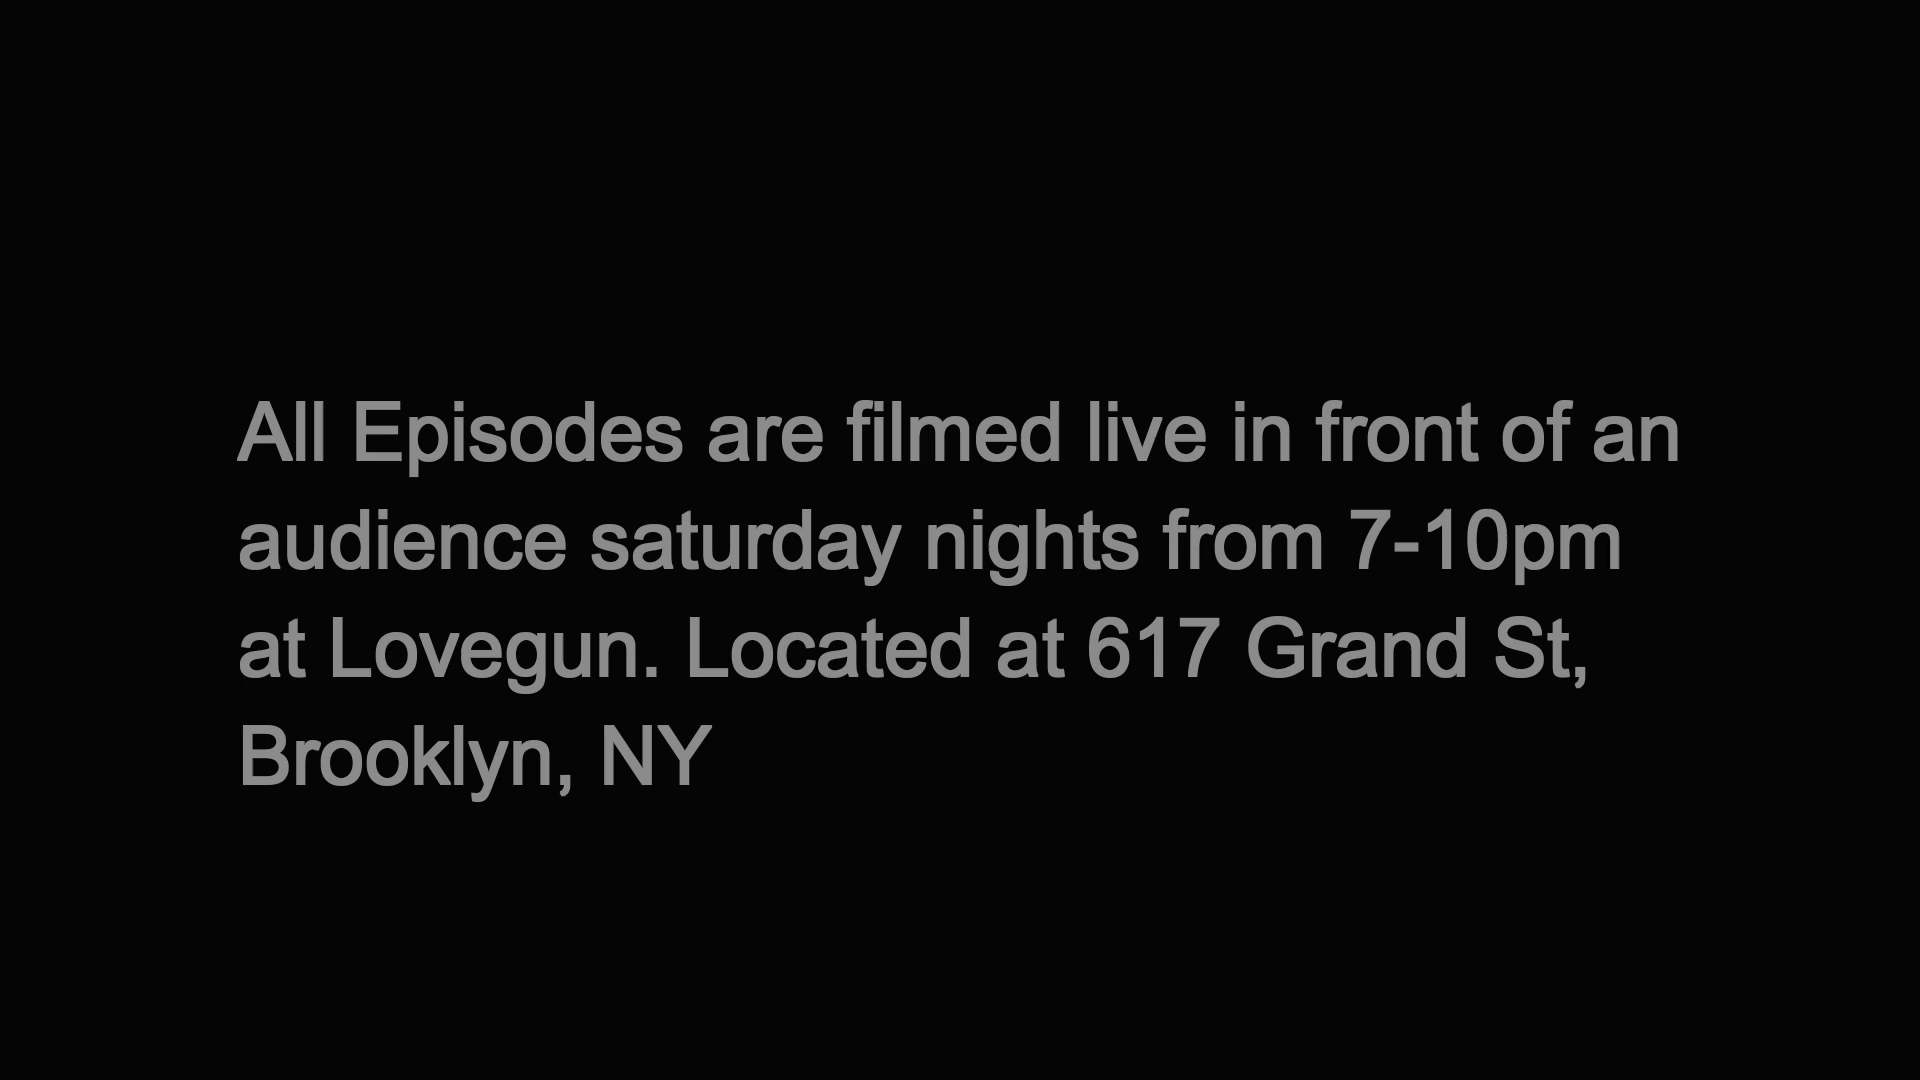 All Episodes are filmed live in front of an
audience saturday nights from 7-10pm
at Lovegun. Located at 617 Grand St,
Brooklyn, NY